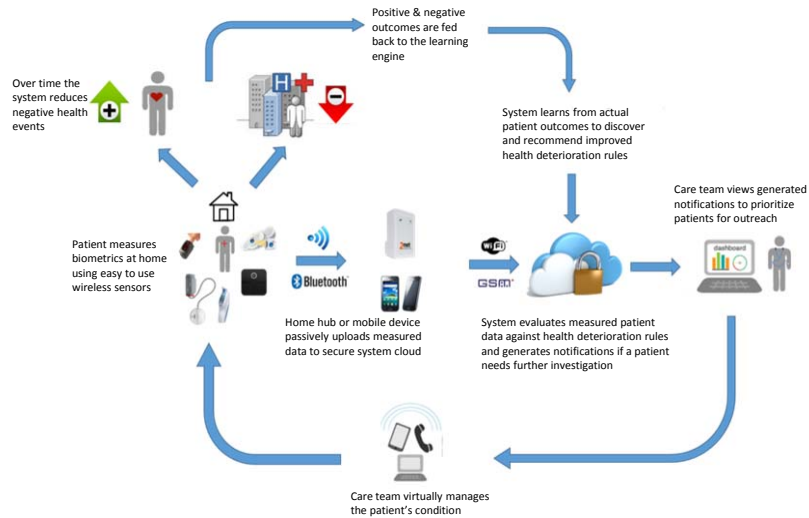 Positive & negative
outcomes are fed
back to the learning
engine
Over time the
system reduces
negative health
events
H
System learns from actual
patient outcomes to discover
and recommend improved
health deterioration rules
Care team views generated
notifications to prioritize
patients for outreach
Patient measures
biometrics at home
using easy to use
wireless sensors
Bluetooth
2net
Wi Fi
GSM
dashboard
Home hub or mobile device
passively uploads measured
data to secure system cloud
System evaluates measured patient
data against health deterioration rules
and generates notifications if a patient
needs further investigation
Care team virtually manages
the patient's condition